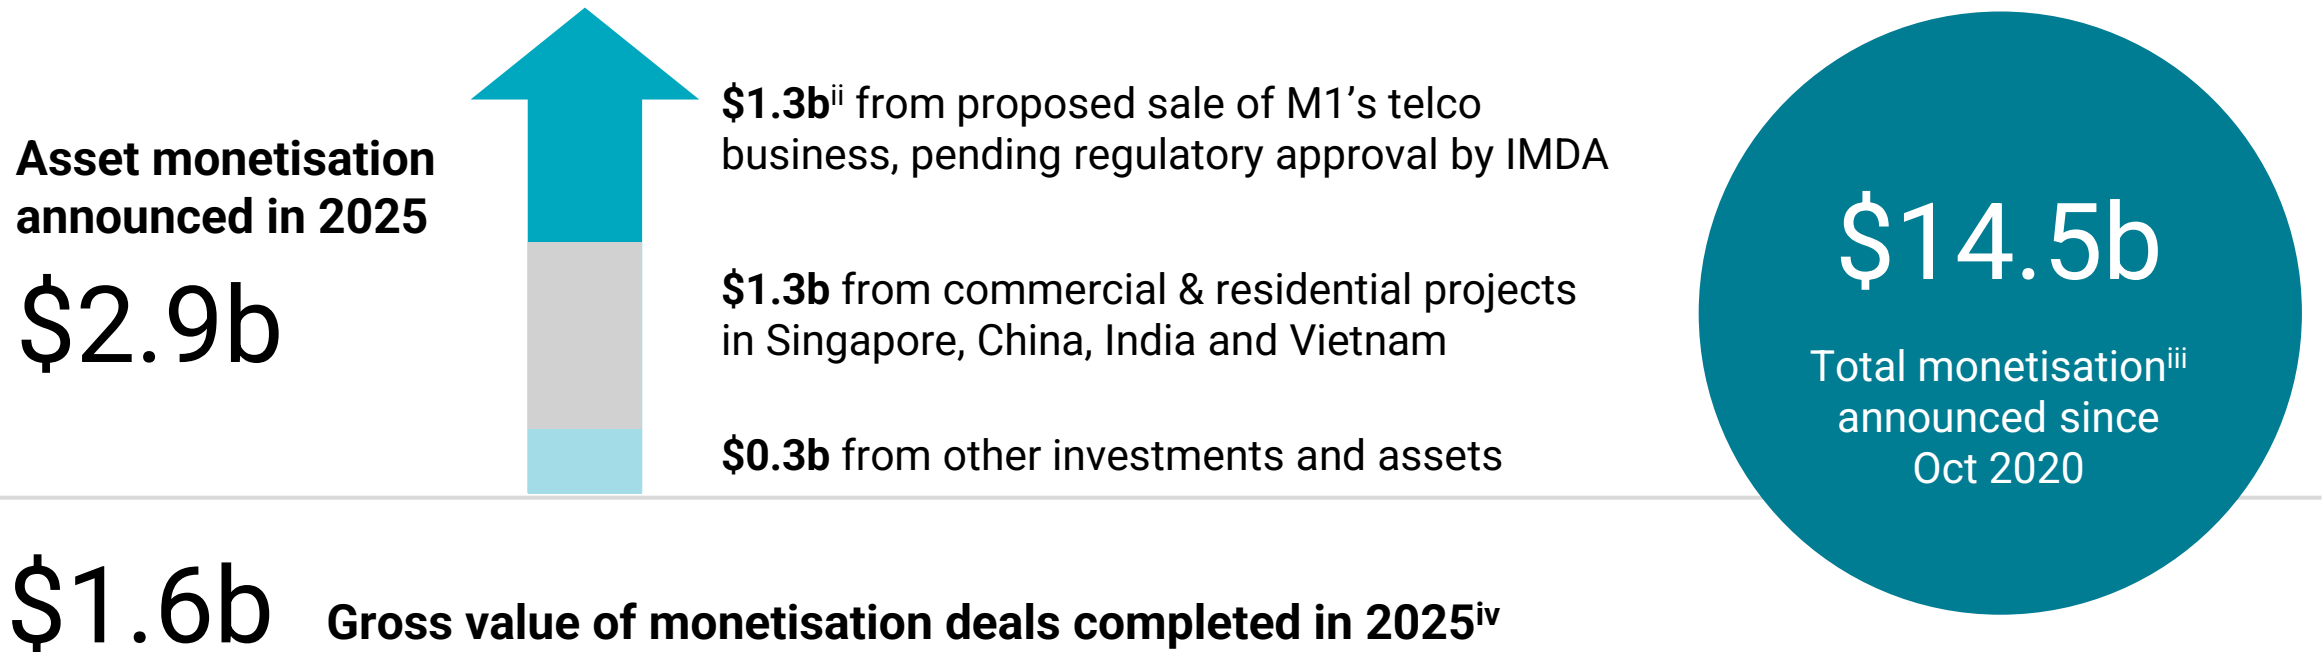 Asset monetisation
announced in 2025
$2.9b
$1.3bⁱⁱ from proposed sale of M1’s telco
business, pending regulatory approval by IMDA
$1.3b from commercial & residential projects
in Singapore, China, India and Vietnam
$0.3b from other investments and assets
$14.5b
Total monetisationⁱⁱⁱ
announced since
Oct 2020
$1.6b
Gross value of monetisation deals completed in 2025ⁱᵛ